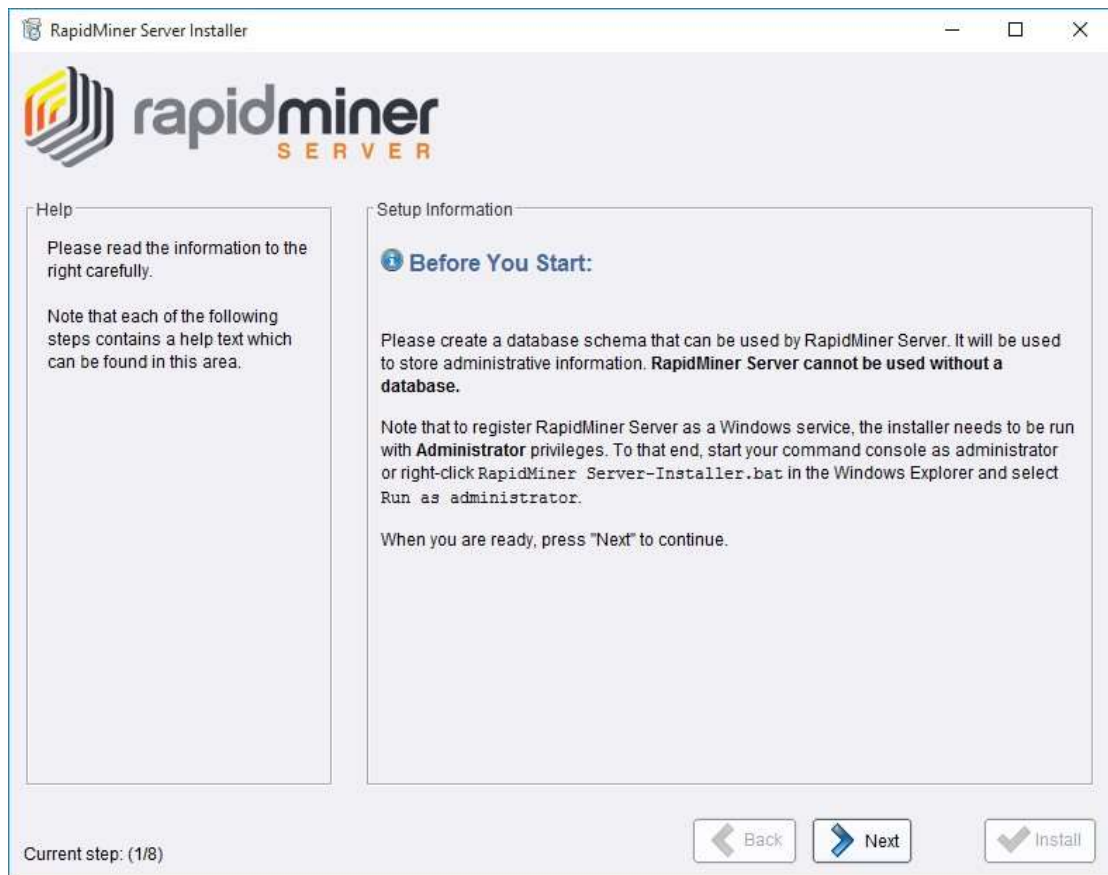 RapidMiner Server Installer
rapidminer
SERVER
Help
Please read the information to the
right carefully.
Note that each of the following
steps contains a help text which
can be found in this area.
Setup Information
Before You Start:
Please create a database schema that can be used by RapidMiner Server. It will be used
to store administrative information. RapidMiner Server cannot be used without a
database.
Note that to register RapidMiner Server as a Windows service, the installer needs to be run
with Administrator privileges. To that end, start your command console as administrator
or right-click RapidMiner Server-Installer.bat in the Windows Explorer and select
Run as administrator.
When you are ready, press "Next" to continue.
Current step: (1/8)
Back
Next
Install